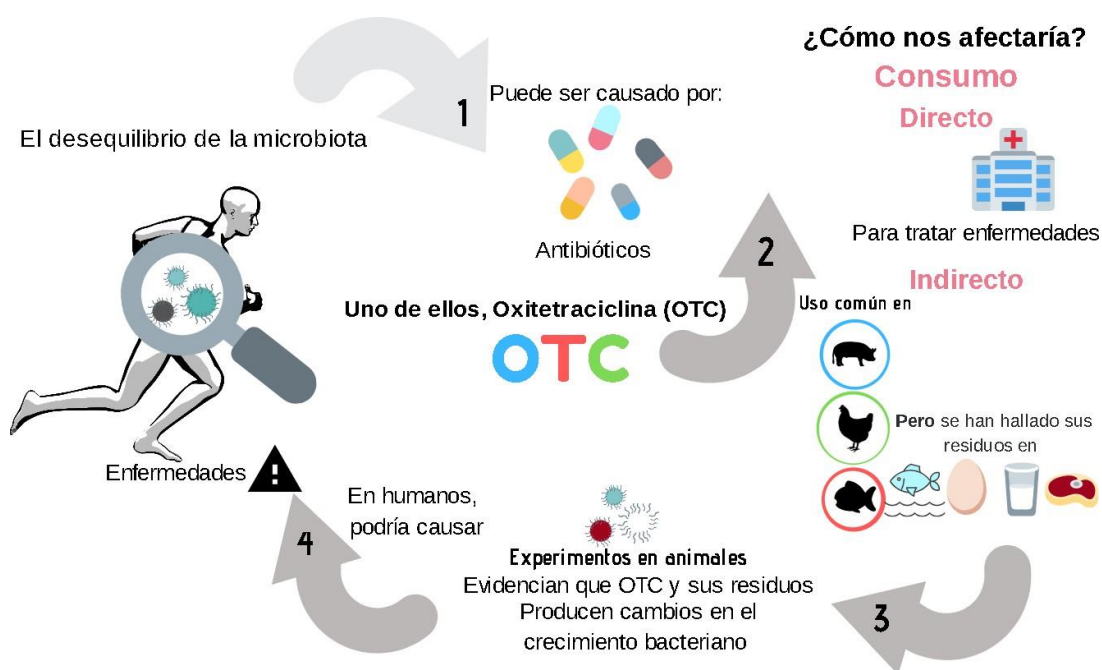 El desequilibrio de la microbiota
1
Puede ser causado por:
Antibióticos
Uno de ellos, Oxitetraciclina (OTC)
OTC
2
¿Cómo nos afectaría?
Consumo
Directo
Para tratar enfermedades
Indirecto
Uso común en
Pero se han hallado sus
residuos en
3
Experimentos en animales
Evidencian que OTC y sus residuos
Producen cambios en el
crecimiento bacteriano
4
En humanos,
podría causar
Enfermedades
!